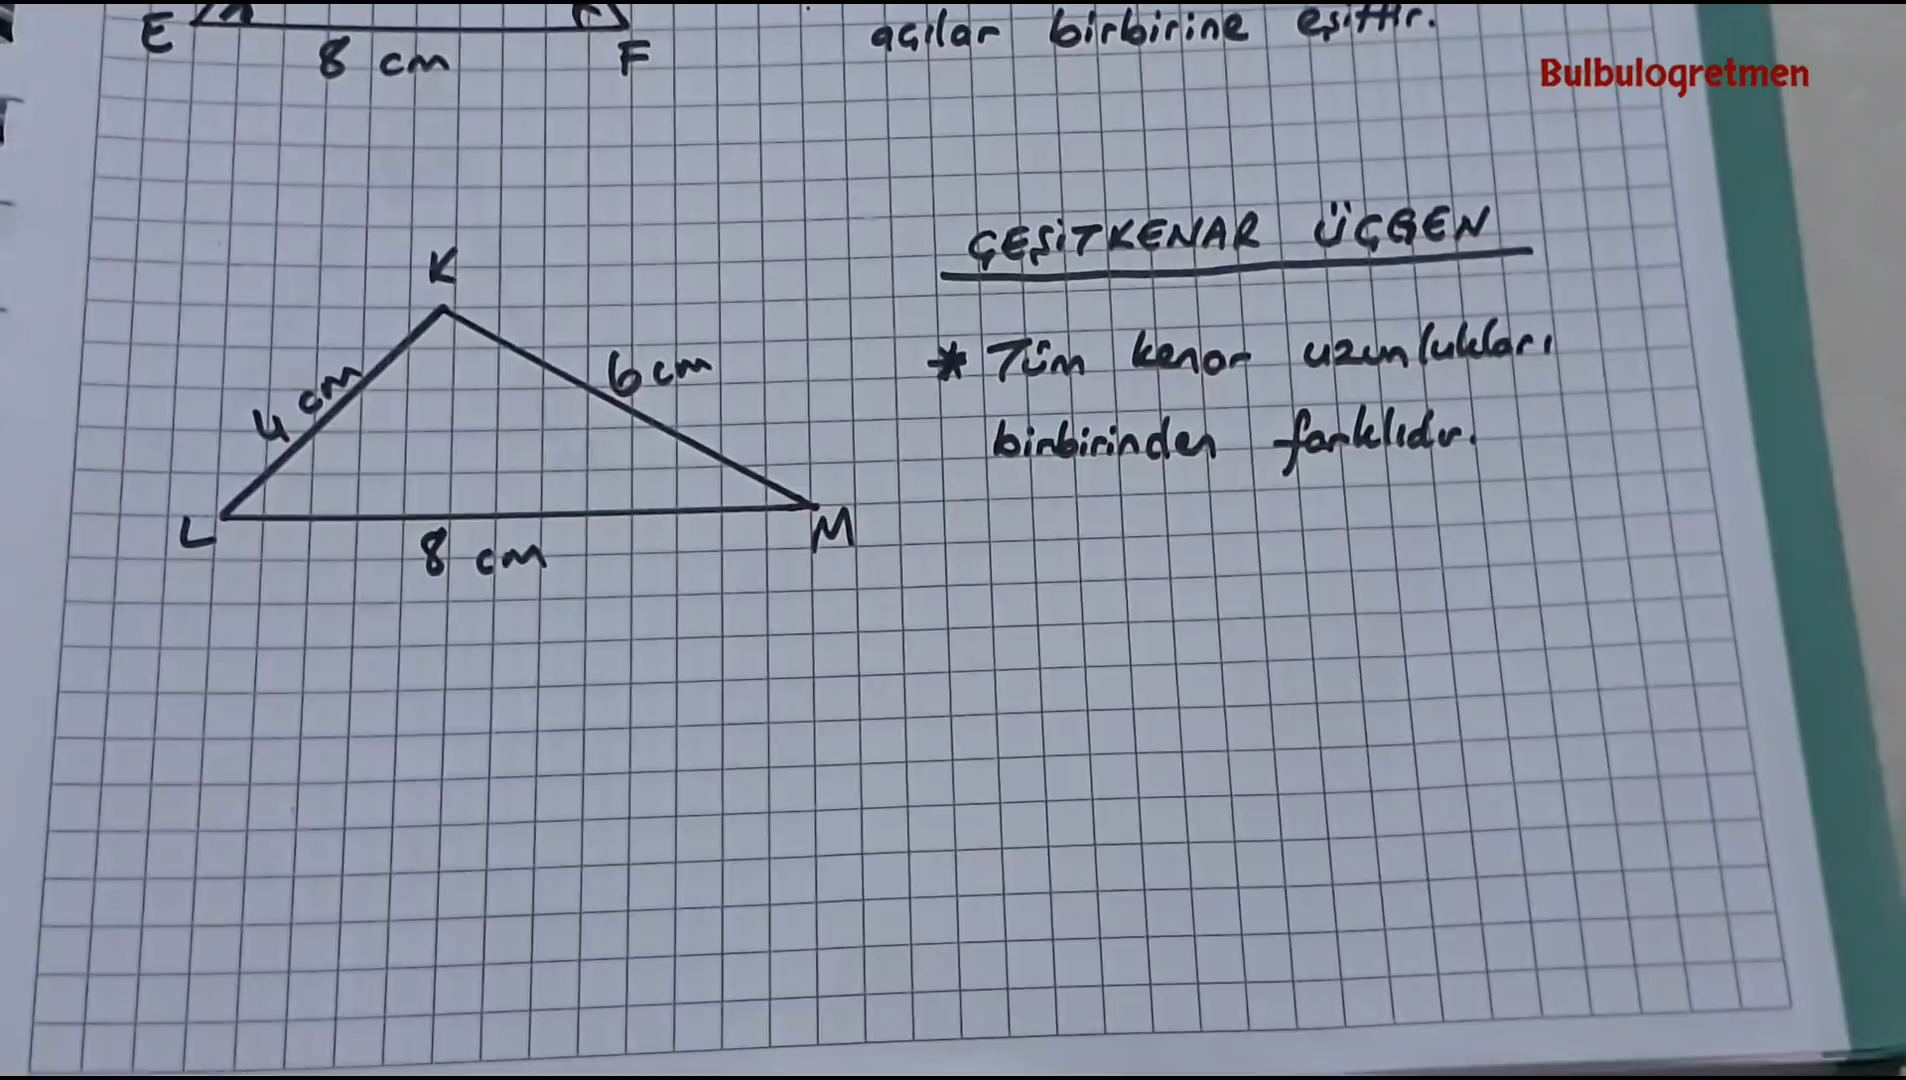 E
8 cm
F
açılar birbirine eşittir.
Bulbulogretmen
ÇEŞİTKENAR ÜÇGEN
K
4 cm
6 cm
* Tüm kenar uzunlukları
birbirinden farklıdır.
L
8 cm
M